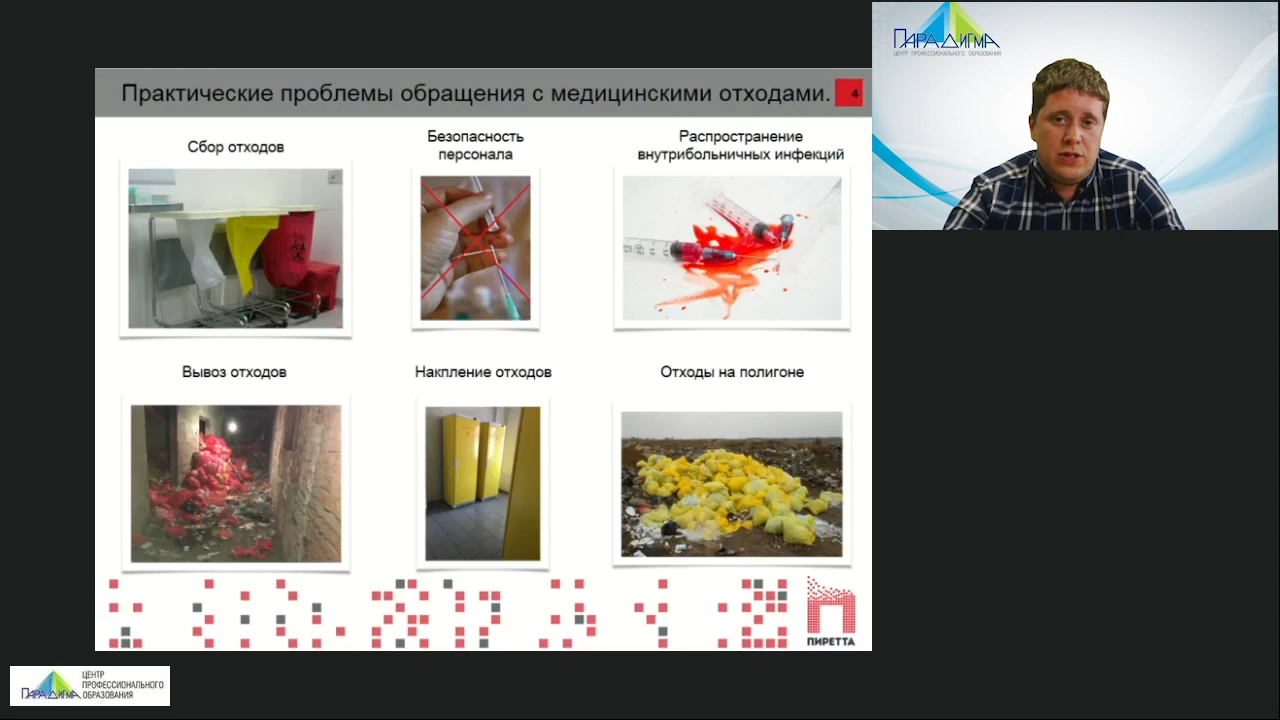 Практические проблемы обращения с медицинскими отходами.
4
Сбор отходов
Безопасность
персонала
Распространение
внутрибольничных инфекций
Вывоз отходов
Накпление отходов
Отходы на полигоне
ПИРЕТТА
ПАРАДИГМА
ЦЕНТР ПРОФЕССИОНАЛЬНОГО ОБРАЗОВАНИЯ
ПАРАДИГМА
ЦЕНТР
ПРОФЕССИОНАЛЬНОГО
ОБРАЗОВАНИЯ